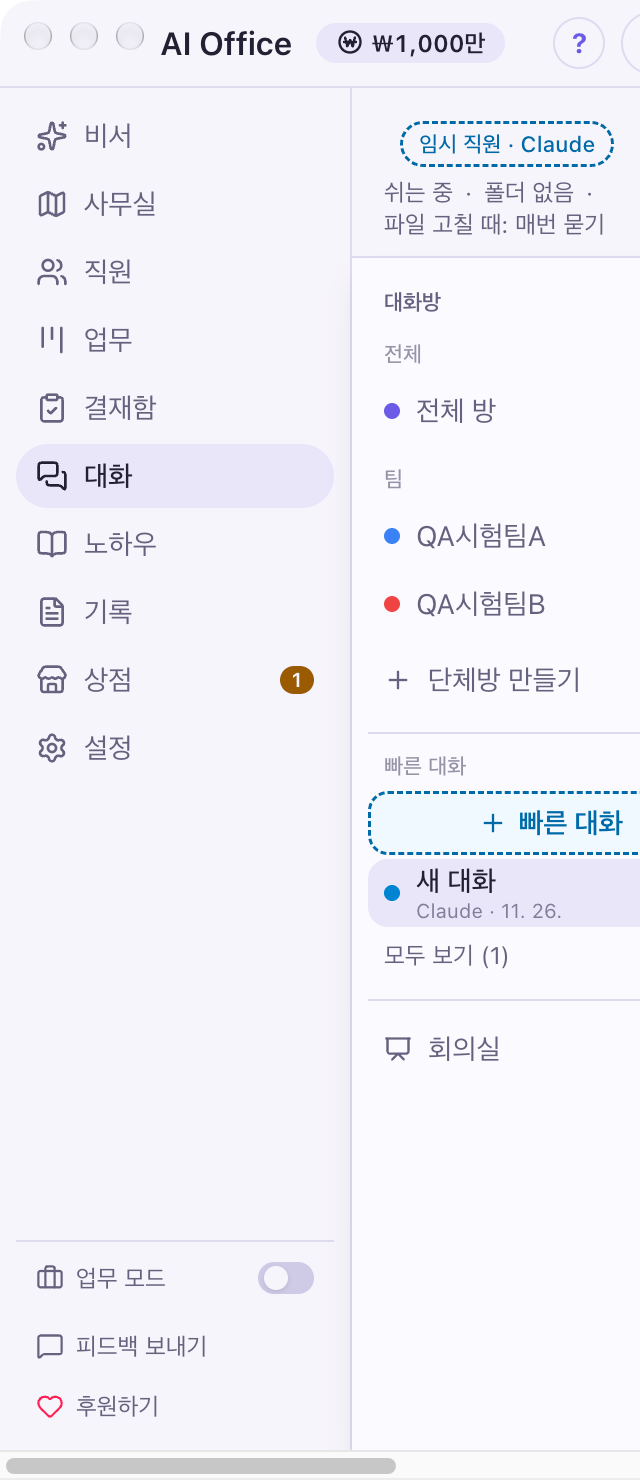 AI Office
₩1,000만
?
비서
사무실
직원
업무
결재함
대화
노하우
기록
상점
1
설정
업무 모드
피드백 보내기
후원하기
임시 직원 · Claude
쉬는 중 · 폴더 없음 ·
파일 고칠 때: 매번 묻기
대화방
전체
전체 방
팀
QA시험팀A
QA시험팀B
+ 단체방 만들기
빠른 대화
+ 빠른 대화
새 대화
Claude · 11. 26.
모두 보기 (1)
회의실